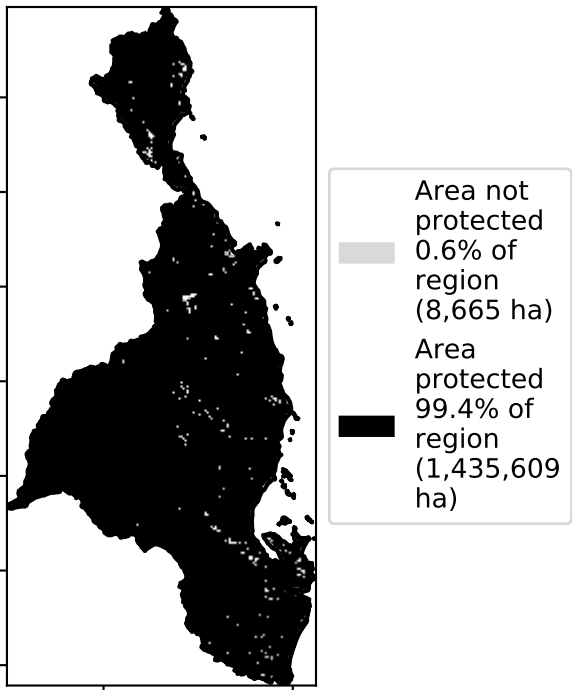 Area not
protected
0.6% of
region
(8,665 ha)
Area
protected
99.4% of
region
(1,435,609
ha)